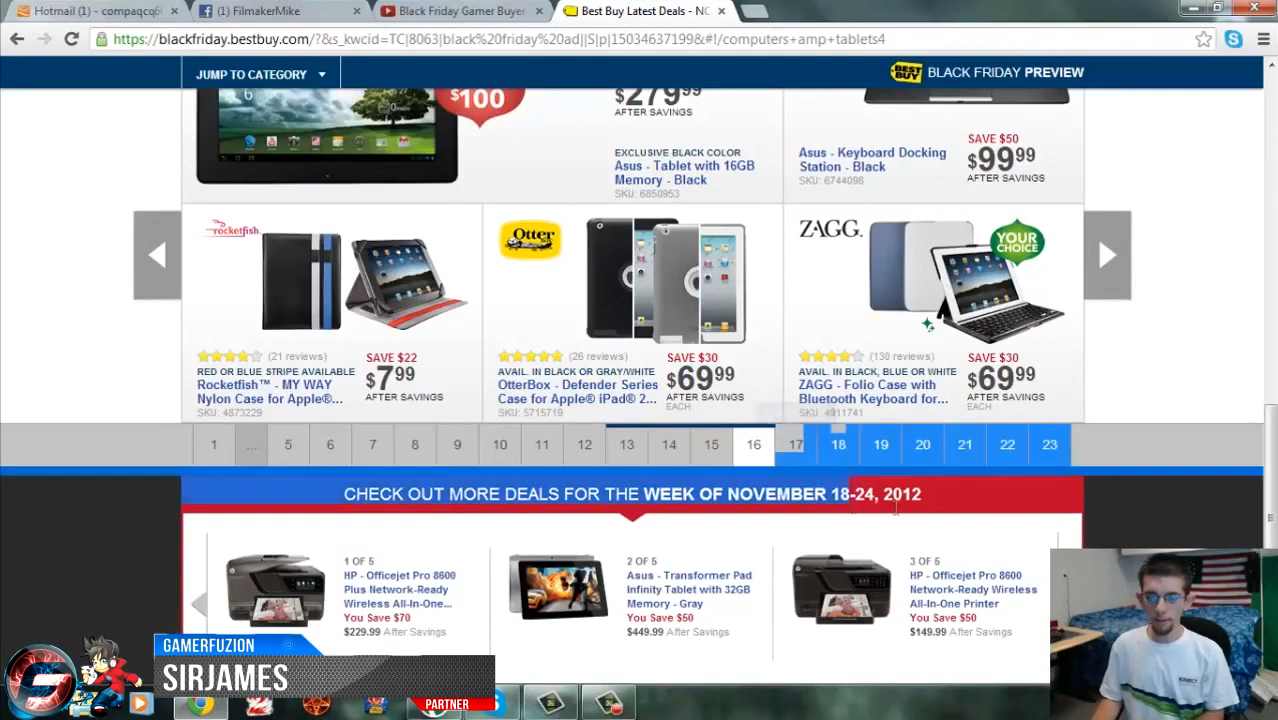 Hotmail (1) - compaqcq6
(1) FilmakerMike
Black Friday Gamer Buyer
Best Buy Latest Deals - NO
https://blackfriday.bestbuy.com/?&s_kwcid=TC|8063|black%20friday%20ad||S|p|15034637199&#!/computers+amp+tablets4
JUMP TO CATEGORY
BEST BUY
BLACK FRIDAY PREVIEW
$100
$279.99
AFTER SAVINGS
EXCLUSIVE BLACK COLOR
Asus - Tablet with 16GB
Memory - Black
SKU: 6850953
Asus - Keyboard Docking
Station - Black
SKU: 6744098
SAVE $50
$99.99
AFTER SAVINGS
rocketfish
(21 reviews)
RED OR BLUE STRIPE AVAILABLE
Rocketfish™ - MY WAY
Nylon Case for Apple®...
SKU: 4873229
SAVE $22
$7.99
AFTER SAVINGS
Otter
BOX
(26 reviews)
AVAIL. IN BLACK OR GRAY/WHITE
OtterBox - Defender Series
Case for Apple® iPad® 2...
SKU: 5715719
SAVE $30
$69.99
AFTER SAVINGS
EACH
ZAGG.
YOUR
CHOICE
(130 reviews)
AVAIL. IN BLACK, BLUE OR WHITE
ZAGG - Folio Case with
Bluetooth Keyboard for...
SKU: 4911741
SAVE $30
$69.99
AFTER SAVINGS
EACH
1 ... 5 6 7 8 9 10 11 12 13 14 15 16 17 18 19 20 21 22 23
CHECK OUT MORE DEALS FOR THE WEEK OF NOVEMBER 18-24, 2012
1 OF 5
HP - Officejet Pro 8600
Plus Network-Ready
Wireless All-In-One...
You Save $70
$229.99 After Savings
2 OF 5
Asus - Transformer Pad
Infinity Tablet with 32GB
Memory - Gray
You Save $50
$449.99 After Savings
3 OF 5
HP - Officejet Pro 8600
Network-Ready Wireless
All-In-One Printer
You Save $50
$149.99 After Savings
GAMERFUZION
SIRJAMES
PARTNER
KINECT